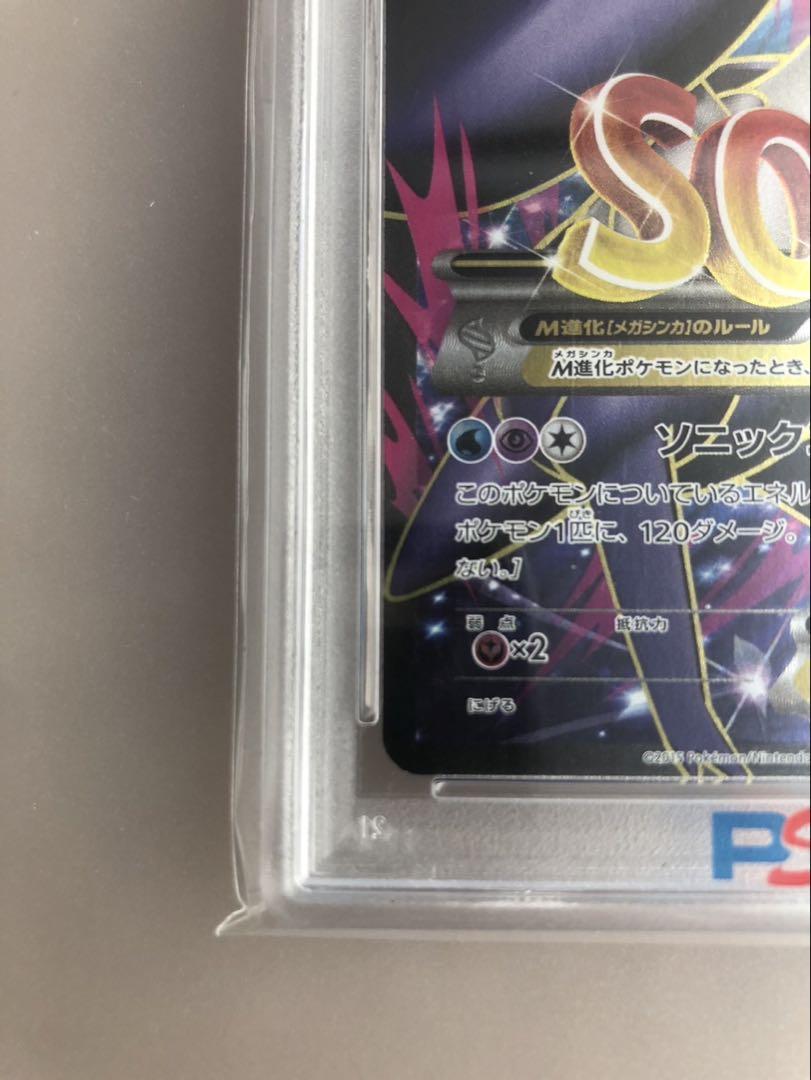 SO
M進化[メガシンカ]のルール
メガシンカ
M進化ポケモンになったとき、
ソニック
このポケモンについているエネル
びき
ポケモン1匹に、120ダメージ。
ない。]
弱点 抵抗力
×2
にげる
©2015 Pokémon/Nintendo
21
PS